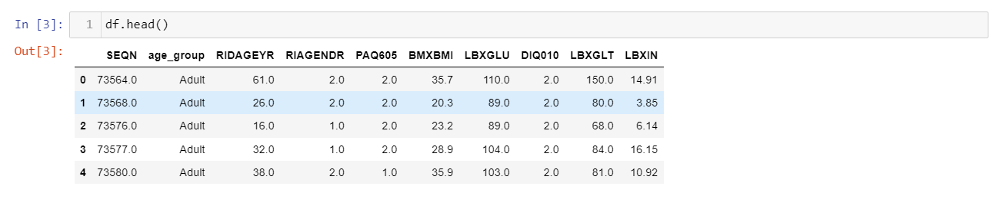 In [3]: 1 df.head()
Out[3]:
SEQN age_group RIDAGEYR RIAGENDR PAQ605 BMXBMI LBXGLU DIQ010 LBXGLT LBXIN
0 73564.0 Adult 61.0 2.0 2.0 35.7 110.0 2.0 150.0 14.91
1 73568.0 Adult 26.0 2.0 2.0 20.3 89.0 2.0 80.0 3.85
2 73576.0 Adult 16.0 1.0 2.0 23.2 89.0 2.0 68.0 6.14
3 73577.0 Adult 32.0 1.0 2.0 28.9 104.0 2.0 84.0 16.15
4 73580.0 Adult 38.0 2.0 1.0 35.9 103.0 2.0 81.0 10.92